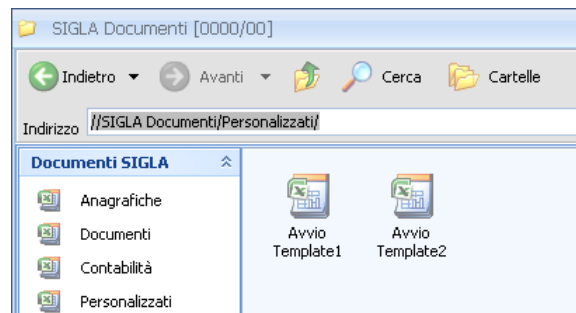 SIGLA Documenti [0000/00]
Indietro Avanti Cerca Cartelle
Indirizzo //SIGLA Documenti/Personalizzati/
Documenti SIGLA
Anagrafiche
Documenti
Contabilità
Personalizzati
Avvio
Template1
Avvio
Template2